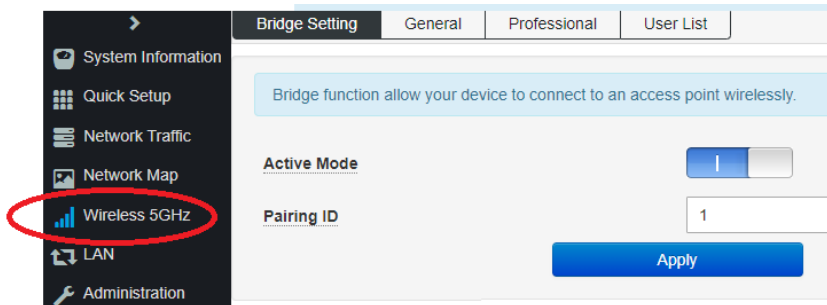 Bridge Setting
General
Professional
User List
System Information
Quick Setup
Network Traffic
Network Map
Wireless 5GHz
LAN
Administration
Bridge function allow your device to connect to an access point wirelessly.
Active Mode
Pairing ID
1
Apply